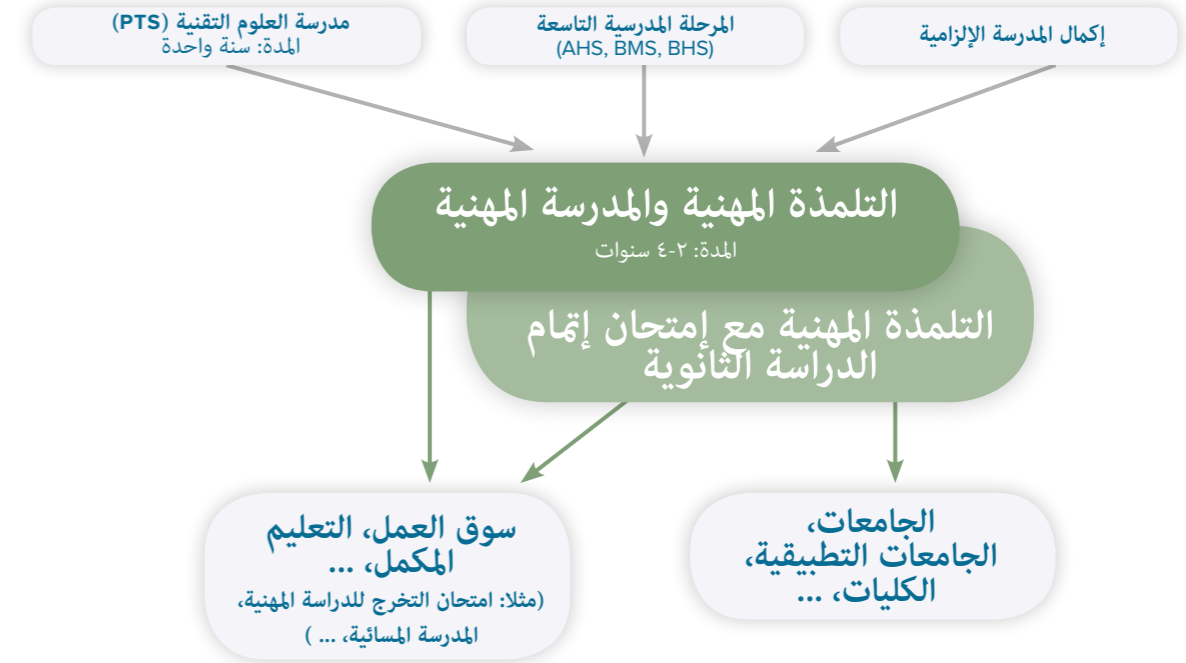 إكمال المدرسة الإلزامية
المرحلة المدرسية التاسعة
(AHS, BMS, BHS)
مدرسة العلوم التقنية (PTS)
المدة: سنة واحدة
التلمذة المهنية والمدرسة المهنية
المدة: ٢-٤ سنوات
التلمذة المهنية مع إمتحان إتمام
الدراسة الثانوية
الجامعات،
الجامعات التطبيقية،
الكليات، ...
سوق العمل، التعليم
المكمل، ...
(مثلا: امتحان التخرج للدراسة المهنية،
المدرسة المسائية، ... )